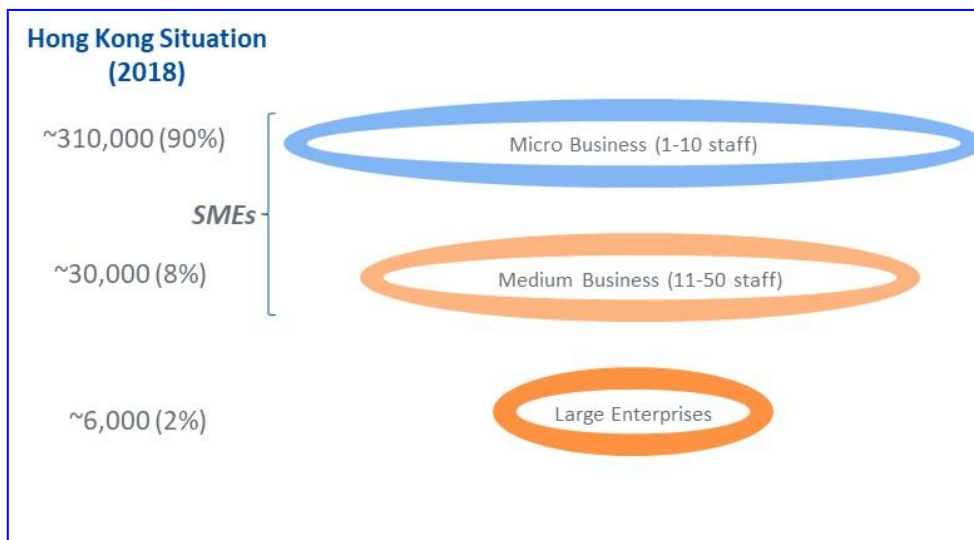 Hong Kong Situation
(2018)
~310,000 (90%)
Micro Business (1-10 staff)
SMEs
~30,000 (8%)
Medium Business (11-50 staff)
~6,000 (2%)
Large Enterprises